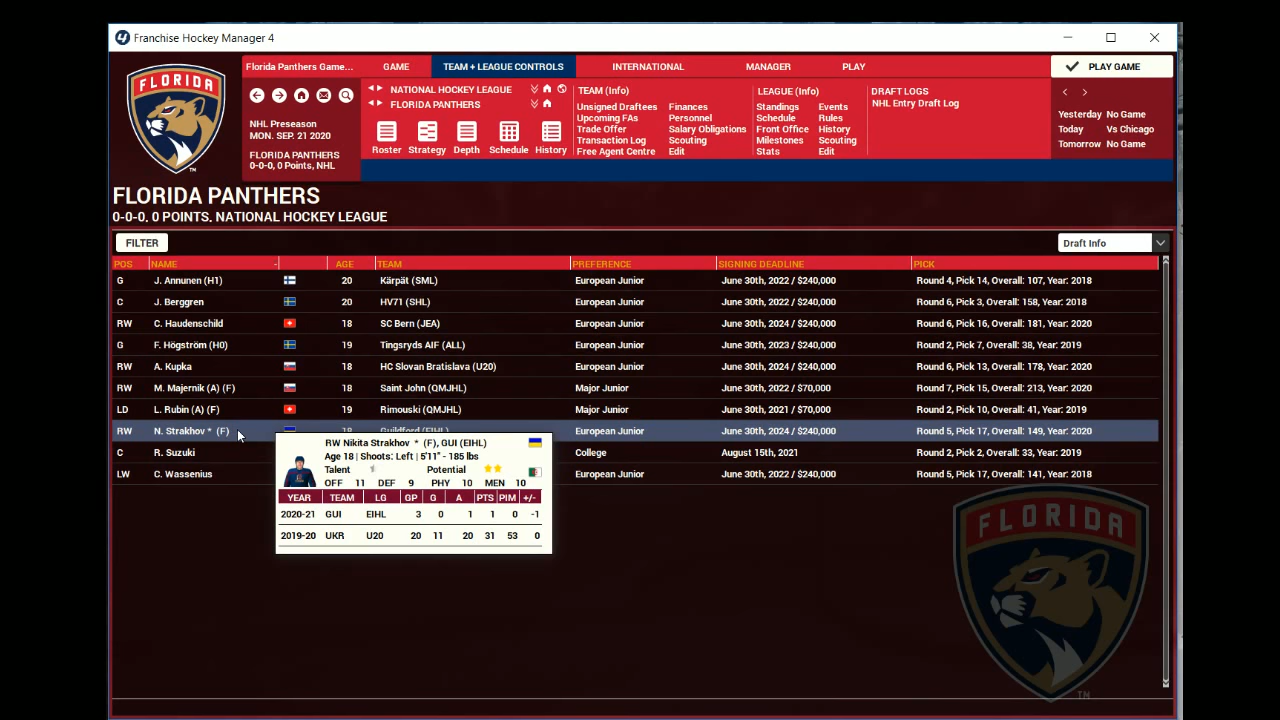 Franchise Hockey Manager 4
FLORIDA
Florida Panthers Game...
GAME
TEAM + LEAGUE CONTROLS
INTERNATIONAL
MANAGER
PLAY
PLAY GAME
NHL Preseason
MON. SEP. 21 2020
FLORIDA PANTHERS
0-0-0, 0 Points, NHL
NATIONAL HOCKEY LEAGUE
FLORIDA PANTHERS
Roster Strategy Depth Schedule History
TEAM (Info)
Unsigned Draftees Finances
Upcoming FAs Personnel
Trade Offer Salary Obligations
Transaction Log Scouting
Free Agent Centre Edit
LEAGUE (Info)
Standings Events
Schedule Rules
Front Office History
Milestones Scouting
Stats Edit
DRAFT LOGS
NHL Entry Draft Log
Yesterday No Game
Today Vs Chicago
Tomorrow No Game
FLORIDA PANTHERS
0-0-0, 0 POINTS, NATIONAL HOCKEY LEAGUE
FILTER
Draft Info
POS NAME AGE TEAM PREFERENCE SIGNING DEADLINE PICK
G J. Annunen (H1) 20 Kärpät (SML) European Junior June 30th, 2022 / $240,000 Round 4, Pick 14, Overall: 107, Year: 2018
C J. Berggren 20 HV71 (SHL) European Junior June 30th, 2022 / $240,000 Round 6, Pick 3, Overall: 158, Year: 2018
RW C. Haudenschild 18 SC Bern (JEA) European Junior June 30th, 2024 / $240,000 Round 6, Pick 16, Overall: 181, Year: 2020
G F. Högström (H0) 19 Tingsryds AIF (ALL) European Junior June 30th, 2023 / $240,000 Round 2, Pick 7, Overall: 38, Year: 2019
RW A. Kupka 18 HC Slovan Bratislava (U20) European Junior June 30th, 2024 / $240,000 Round 6, Pick 13, Overall: 178, Year: 2020
RW M. Majernik (A) (F) 18 Saint John (QMJHL) Major Junior June 30th, 2022 / $70,000 Round 7, Pick 15, Overall: 213, Year: 2020
LD L. Rubin (A) (F) 19 Rimouski (QMJHL) Major Junior June 30th, 2021 / $70,000 Round 2, Pick 10, Overall: 41, Year: 2019
RW N. Strakhov * (F) 18 Guildford (EIHL) European Junior June 30th, 2024 / $240,000 Round 5, Pick 17, Overall: 149, Year: 2020
C R. Suzuki College August 15th, 2021 Round 2, Pick 2, Overall: 33, Year: 2019
LW C. Wassenius European Junior June 30th, 2022 / $240,000 Round 5, Pick 17, Overall: 141, Year: 2018
RW Nikita Strakhov * (F), GUI (EIHL)
Age 18 | Shoots: Left | 5'11" - 185 lbs
Talent Potential
OFF 11 DEF 9 PHY 10 MEN 10
YEAR TEAM LG GP G A PTS PIM +/-
2020-21 GUI EIHL 3 0 1 1 0 -1
2019-20 UKR U20 20 11 20 31 53 0
FLORIDA
TM